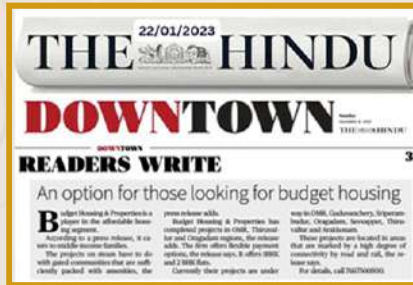 22/01/2023
THE HINDU
DOWNTOWN
THE HINDU
DOWNTOWN
READERS WRITE
3
An option for those looking for budget housing
Budget Housing & Properties is a
player in the affordable hous-
ing segment.
According to a press release, it ca-
ters to middle-income families.
The projects on steam have to do
with gated communities that are suffi-
ciently packed with amenities, the
press release adds.
Budget Housing & Properties has
completed projects in OMR, Thiruval-
lur and Oragadam regions, the release
adds. The firm offers flexible payment
options, the release says. It offers 1BHK
and 2 BHK flats.
Currently their projects are under
way in OMR, Guduvanchery, Sriperum-
budur, Oragadam, Sevvapet, Thiru-
vallur and Avadi
These projects are located in areas
that are marked by a high degree of
connectivity by road and rail, the re-
lease says.
For details, call